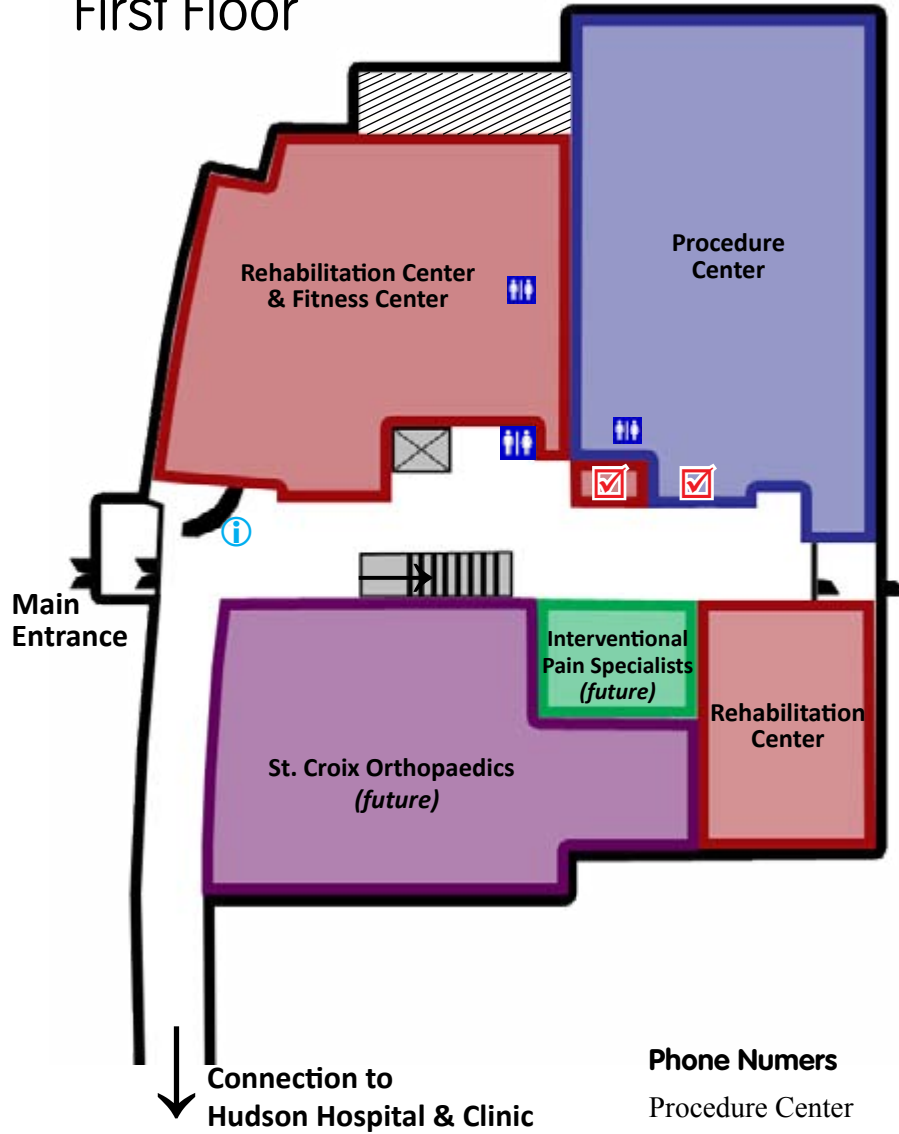 First Floor
Procedure
Center
Rehabilitation Center
& Fitness Center
i
Main
Entrance
Interventional
Pain Specialists
(future)
Rehabilitation
Center
St. Croix Orthopaedics
(future)
Connection to
Hudson Hospital & Clinic
Phone Numers
Procedure Center